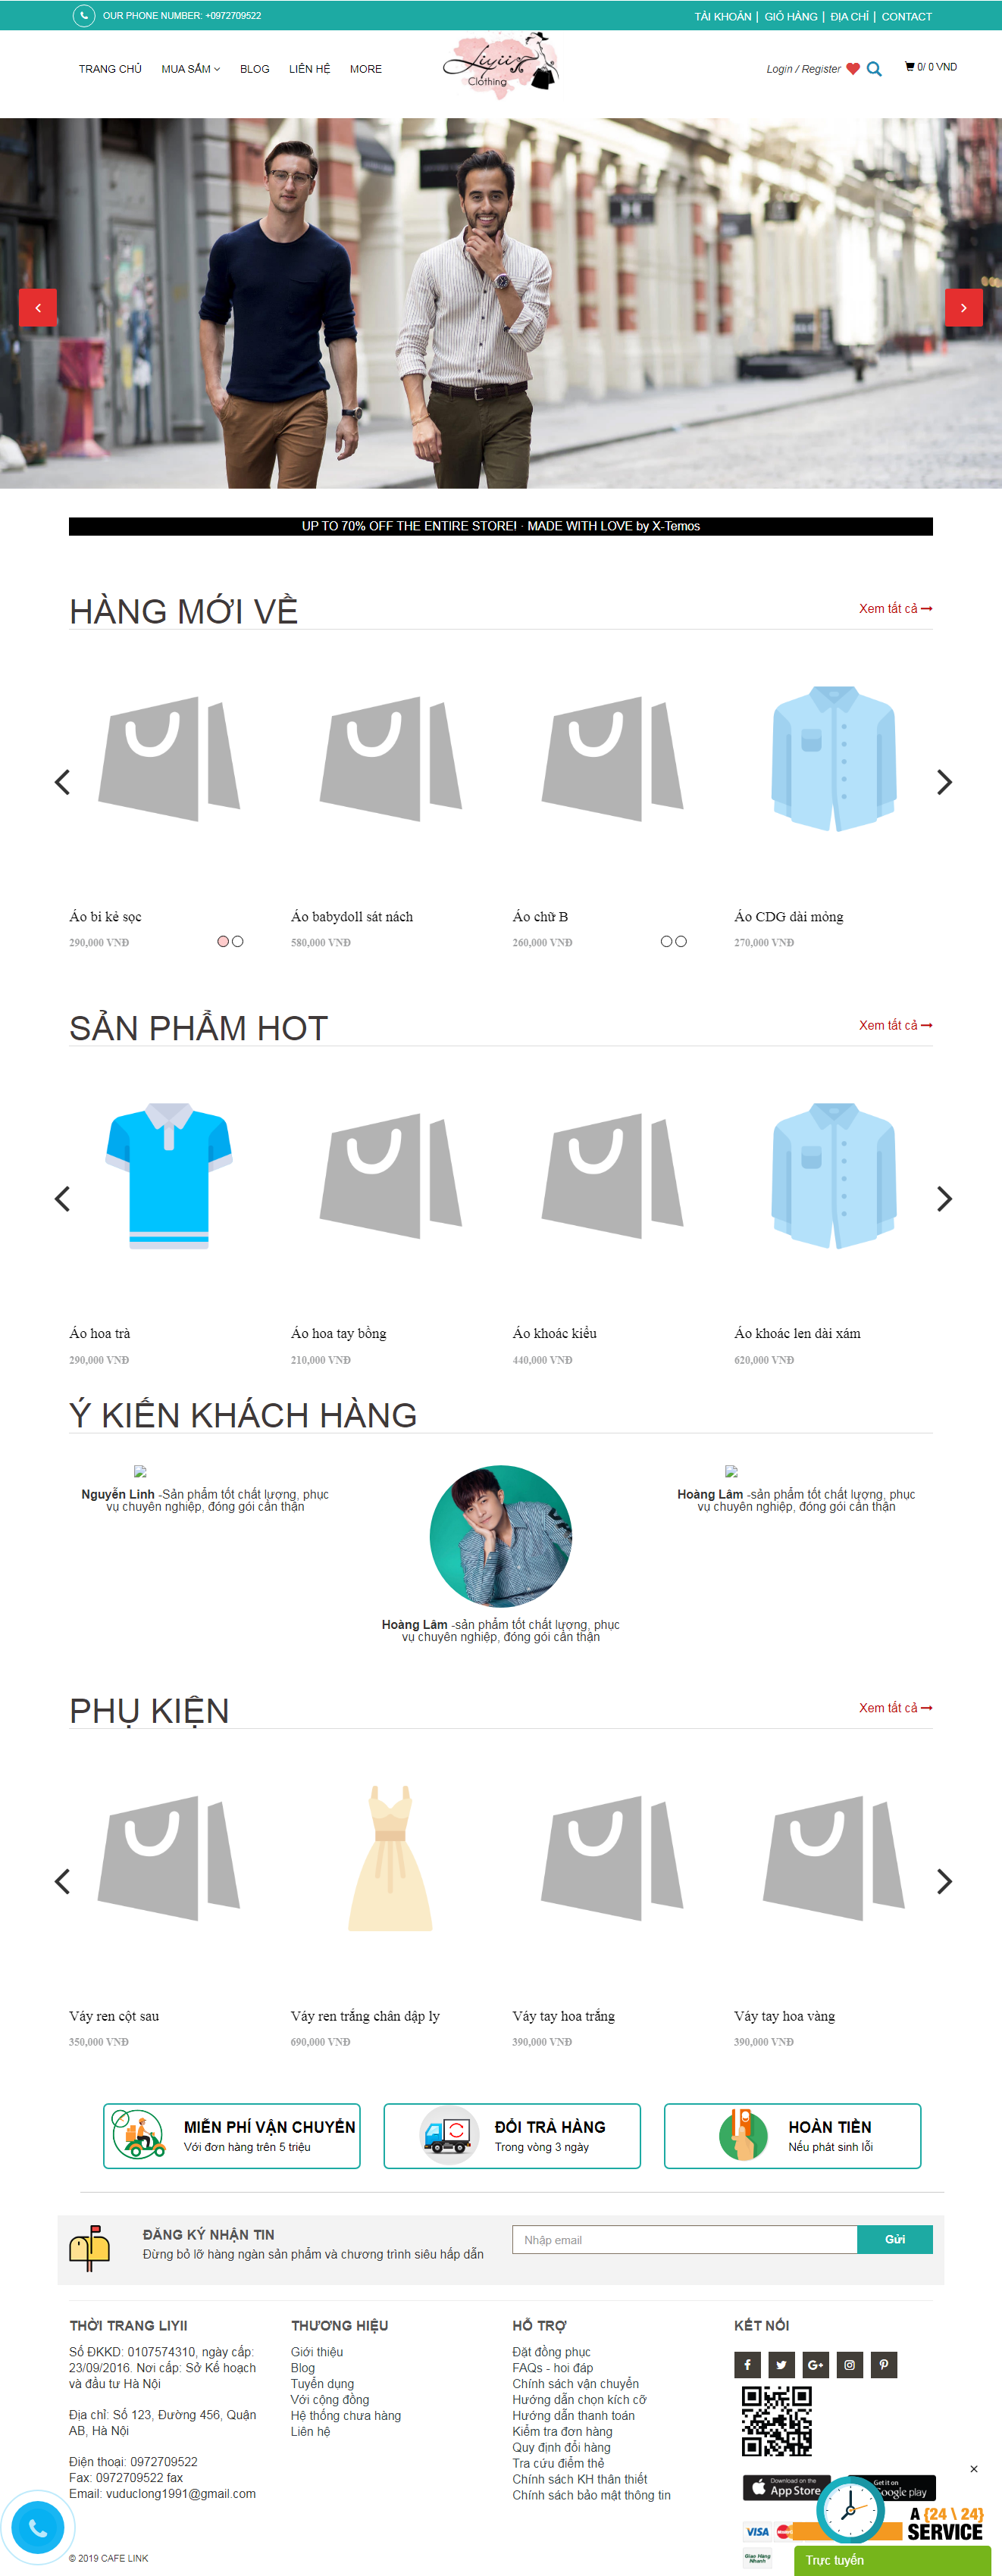 OUR PHONE NUMBER: +0972709522
TÀI KHOẢN | GIỎ HÀNG | ĐỊA CHỈ | CONTACT
TRANG CHỦ MUA SẮM BLOG LIÊN HỆ MORE
Liyiix
Clothing
Login / Register
0/ 0 VND
UP TO 70% OFF THE ENTIRE STORE! · MADE WITH LOVE by X-Temos
HÀNG MỚI VỀ
Xem tất cả
Áo bi kẻ sọc
290,000 VNĐ
Áo babydoll sát nách
580,000 VNĐ
Áo chữ B
260,000 VNĐ
Áo CDG dài mỏng
270,000 VNĐ
SẢN PHẨM HOT
Xem tất cả
Áo hoa trà
290,000 VNĐ
Áo hoa tay bồng
210,000 VNĐ
Áo khoác kiểu
440,000 VNĐ
Áo khoác len dài xám
620,000 VNĐ
Ý KIẾN KHÁCH HÀNG
Nguyễn Linh -Sản phẩm tốt chất lượng, phục
vụ chuyên nghiệp, đóng gói cẩn thận
Hoàng Lâm -sản phẩm tốt chất lượng, phục
vụ chuyên nghiệp, đóng gói cẩn thận
Hoàng Lâm -sản phẩm tốt chất lượng, phục
vụ chuyên nghiệp, đóng gói cẩn thận
PHỤ KIỆN
Xem tất cả
Váy ren cột sau
350,000 VNĐ
Váy ren trắng chân dập ly
690,000 VNĐ
Váy tay hoa trắng
390,000 VNĐ
Váy tay hoa vàng
390,000 VNĐ
MIỄN PHÍ VẬN CHUYỂN
Với đơn hàng trên 5 triệu
ĐỔI TRẢ HÀNG
Trong vòng 3 ngày
HOÀN TIỀN
Nếu phát sinh lỗi
ĐĂNG KÝ NHẬN TIN
Đừng bỏ lỡ hàng ngàn sản phẩm và chương trình siêu hấp dẫn
Nhập email
Gửi
THỜI TRANG LIYII
Số ĐKKD: 0107574310, ngày cấp:
23/09/2016. Nơi cấp: Sở Kế hoạch
và đầu tư Hà Nội
Địa chỉ: Số 123, Đường 456, Quận
AB, Hà Nội
Điện thoại: 0972709522
Fax: 0972709522 fax
Email: vuduclong1991@gmail.com
THƯƠNG HIỆU
Giới thiệu
Blog
Tuyển dụng
Với cộng đồng
Hệ thống chưa hàng
Liên hệ
HỖ TRỢ
Đặt đồng phục
FAQs - hoi đáp
Chính sách vận chuyển
Hướng dẫn chọn kích cỡ
Hướng dẫn thanh toán
Kiểm tra đơn hàng
Quy định đổi hàng
Tra cứu điểm thẻ
Chính sách KH thân thiết
Chính sách bảo mật thông tin
KẾT NỐI
Download on the
App Store
Get it on
Google play
VISA
Giao Hàng
Nhanh
A {24 \ 24}
SERVICE
Trực tuyến
© 2019 CAFE LINK